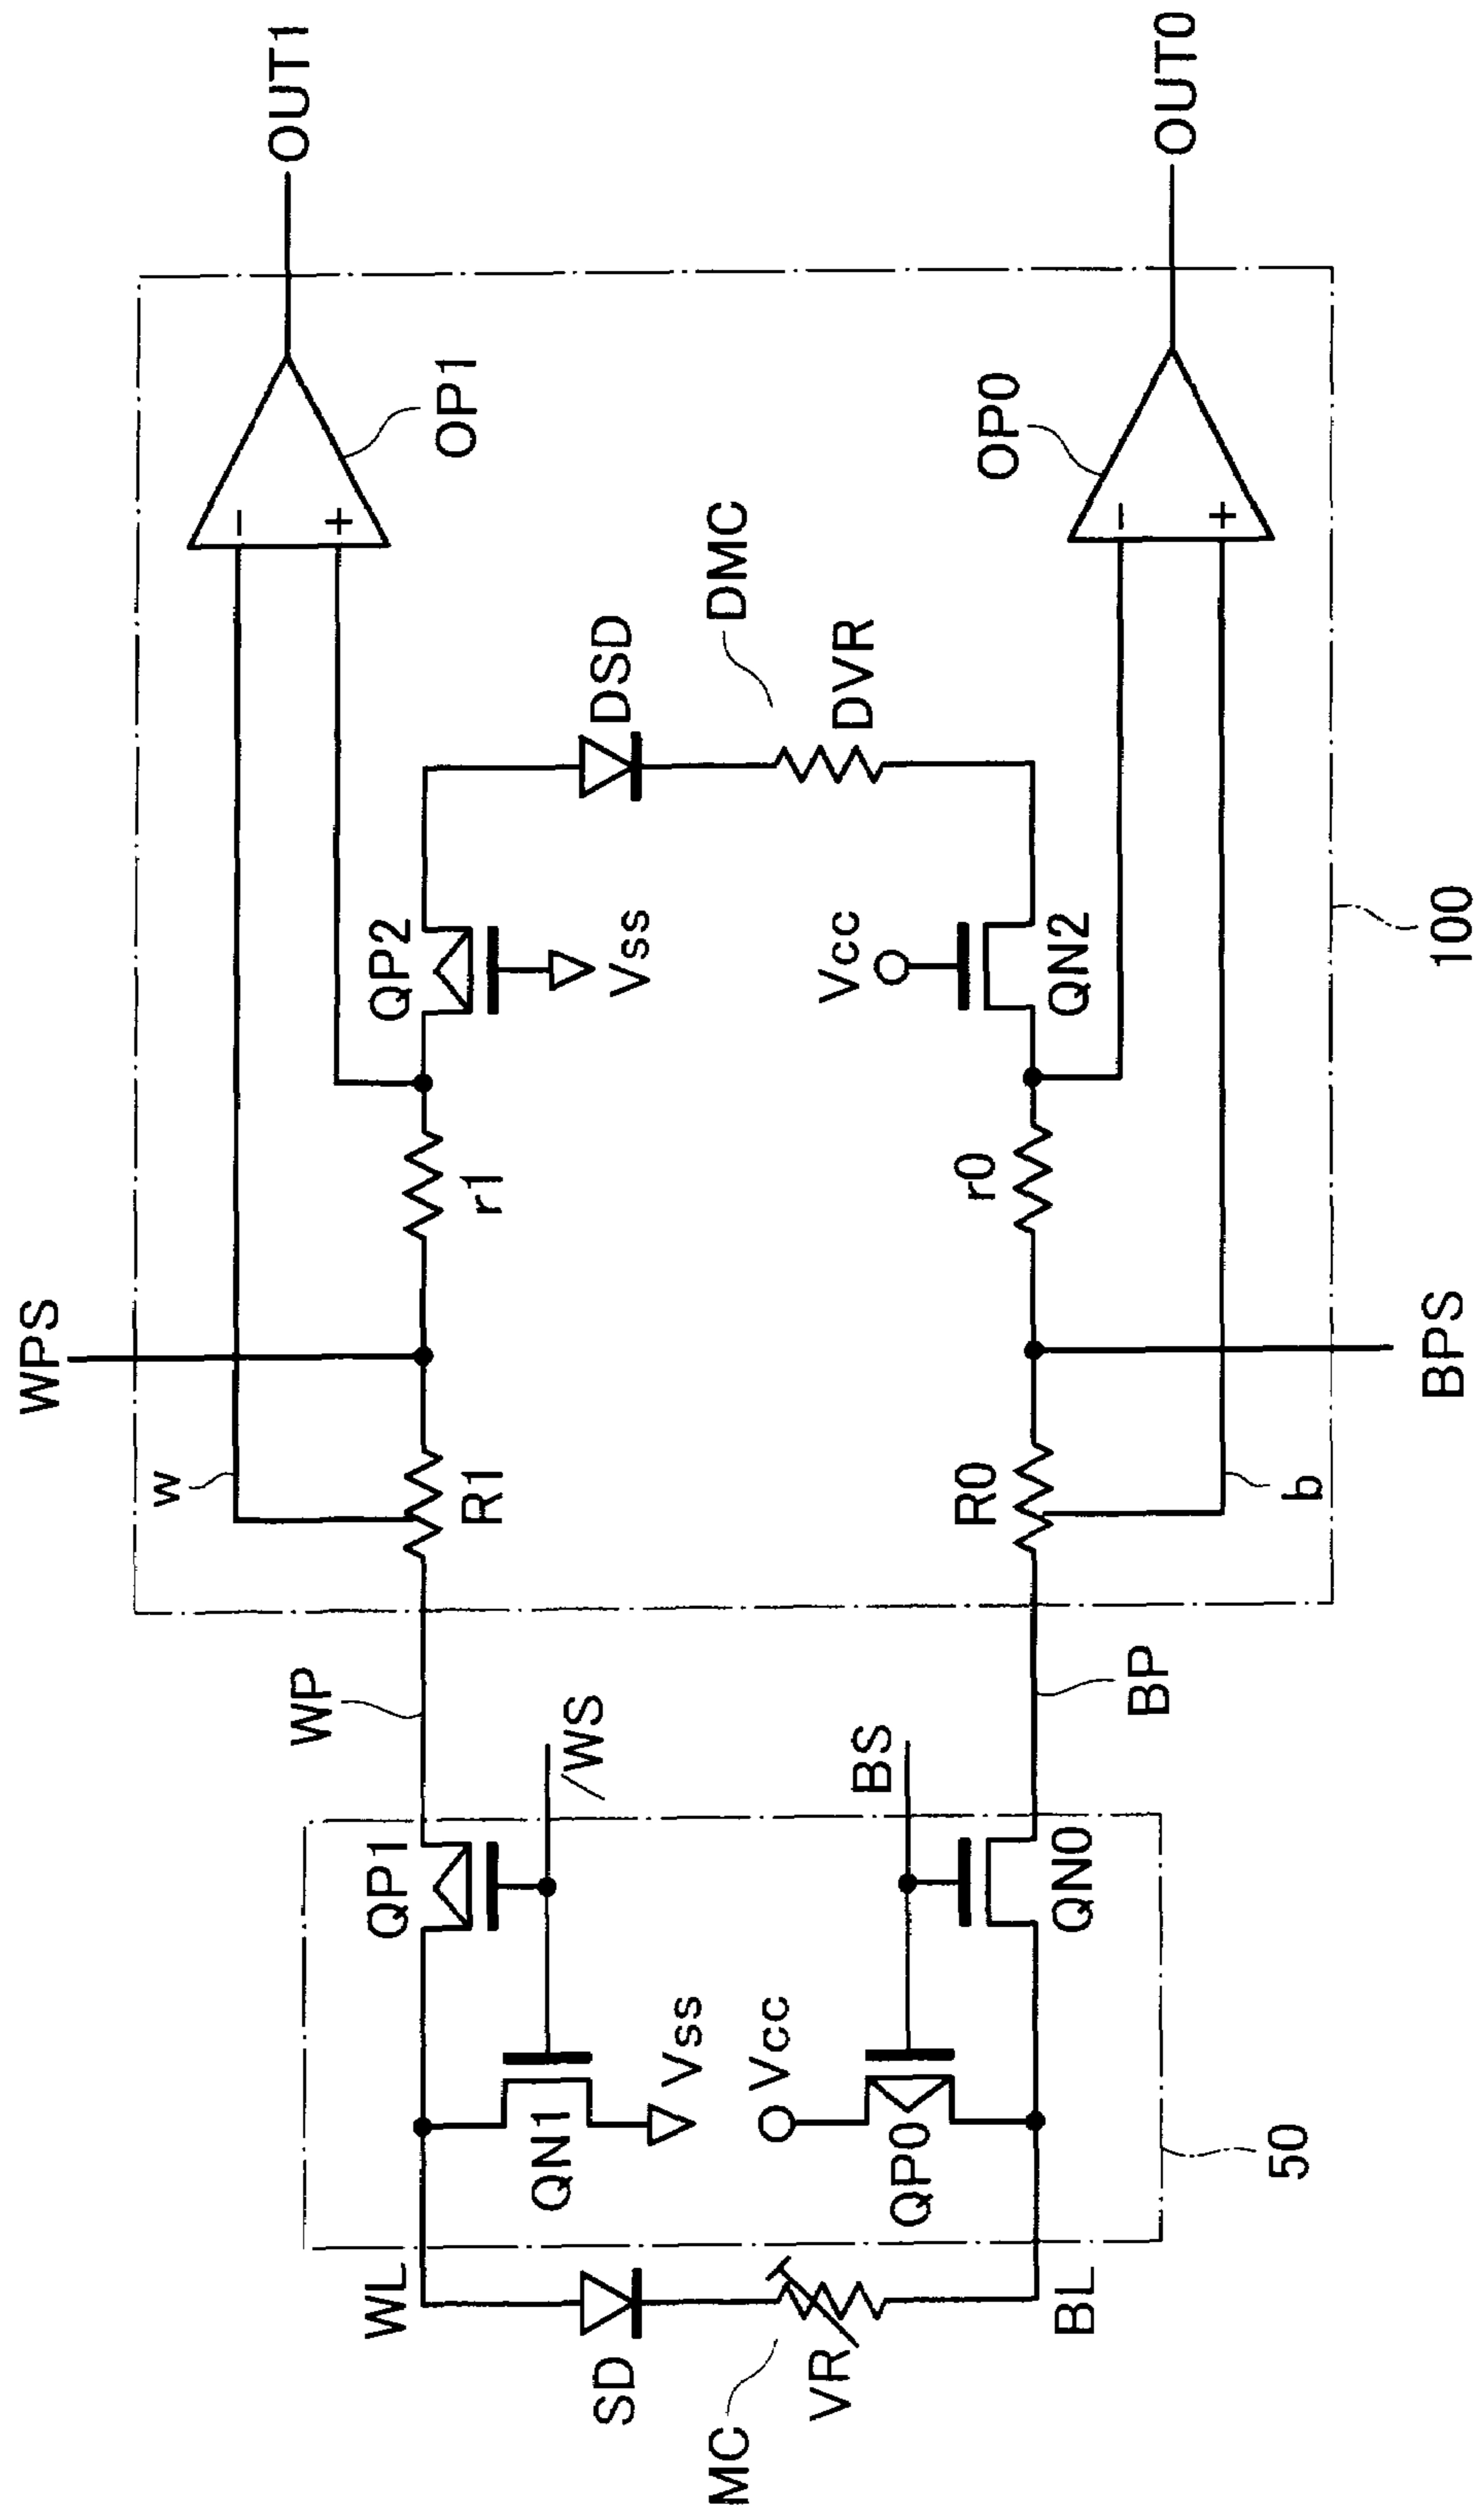 OUT1
OUT0
OP1
OP0
DSD
DMC
DVR
QP2
Vss
Vcc
QN2
100
r1
r0
WPS
BPS
w
R1
R0
b
WP
WS
BS
BP
QP1
QN0
QN1
Vss
Vcc
QP0
50
WL
BL
SD
VR
MC